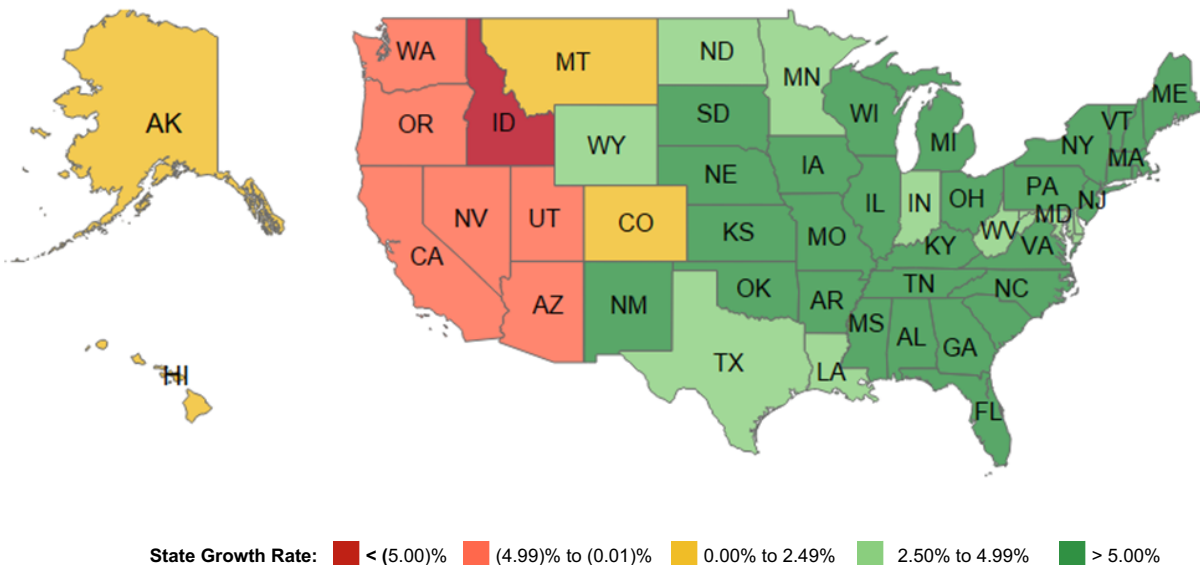 WA
MT
ND
MN
ME
AK
OR
ID
SD
WI
MI
VT
NY
WY
IA
MA
NE
NV
UT
CO
KS
MO
IL
IN
OH
PA
NJ
MD
WV
KY
VA
CA
AZ
NM
OK
AR
TN
NC
HI
TX
LA
MS
AL
GA
FL
State Growth Rate: < (5.00)% (4.99)% to (0.01)% 0.00% to 2.49% 2.50% to 4.99% > 5.00%